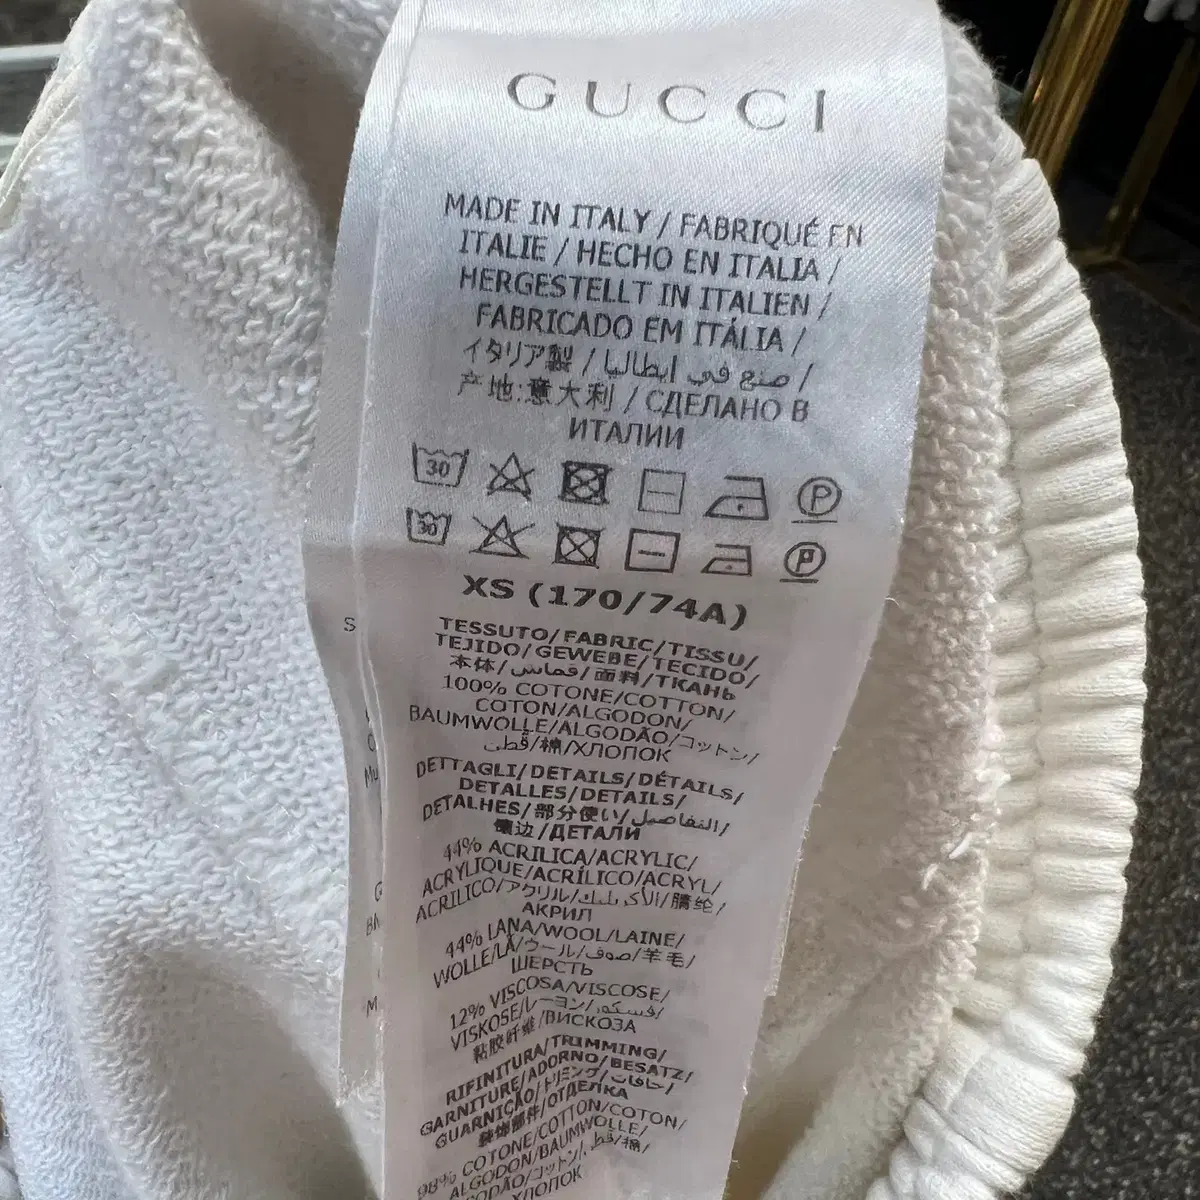 GUCCI
MADE IN ITALY / FABRIQUÉ EN
ITALIE / HECHO EN ITALIA /
HERGESTELLT IN ITALIEN /
FABRICADO EM ITÁLIA /
イタリア製 / صنع في ايطاليا /
产地:意大利 / СДЕЛАНО В
ИТАЛИИ
30 P
30 P
XS (170/74A)
S
TESSUTO/FABRIC/TISSU/
TEJIDO/GEWEBE/TECIDO/
本体/قماش/面料/ТКАНЬ
100% COTONE/COTTON/
COTON/ALGODON/
BAUMWOLLE/ALGODÃO/コットン/
قطن/棉/ХЛОПОК
DETTAGLI/DETAILS/DÉTAILS/
DETALLES/DETAILS/
DETALHES/部分使い/التفاصيل/
镶边/ДЕТАЛИ
44% ACRILICA/ACRYLIC/
ACRYLIQUE/ACRÍLICO/ACRYL/
ACRILICO/アクリル/الأكريليك/腈纶/
АКРИЛ
44% LANA/WOOL/LAINE/
WOLLE/LÃ/ウール/صوف/羊毛/
ШЕРСТЬ
12% VISCOSA/VISCOSE/
VISKOSE/レーヨン/فسكوز/
粘胶纤维/ВИСКОЗА
RIFINITURA/TRIMMING/
GARNITURE/ADORNO/BESATZ/
GUARNIÇÃO/トリミング/حافات/
装饰部件/ОТДЕЛКА
98% COTONE/COTTON/COTON/
ALGODON/BAUMWOLLE/
コットン/قطن/棉/
ХЛОПОК